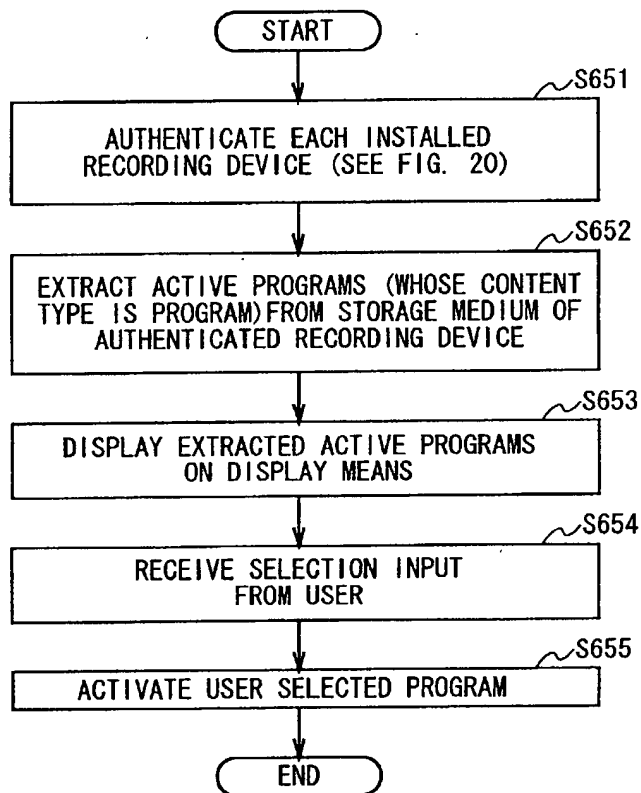 START
S651
AUTHENTICATE EACH INSTALLED
RECORDING DEVICE (SEE FIG. 20)
S652
EXTRACT ACTIVE PROGRAMS (WHOSE CONTENT
TYPE IS PROGRAM)FROM STORAGE MEDIUM OF
AUTHENTICATED RECORDING DEVICE
S653
DISPLAY EXTRACTED ACTIVE PROGRAMS
ON DISPLAY MEANS
S654
RECEIVE SELECTION INPUT
FROM USER
S655
ACTIVATE USER SELECTED PROGRAM
END